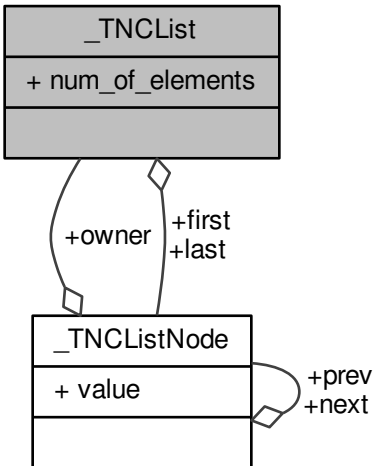 _TNCList
+ num_of_elements
+owner
+first
+last
_TNCListNode
+ value
+prev
+next